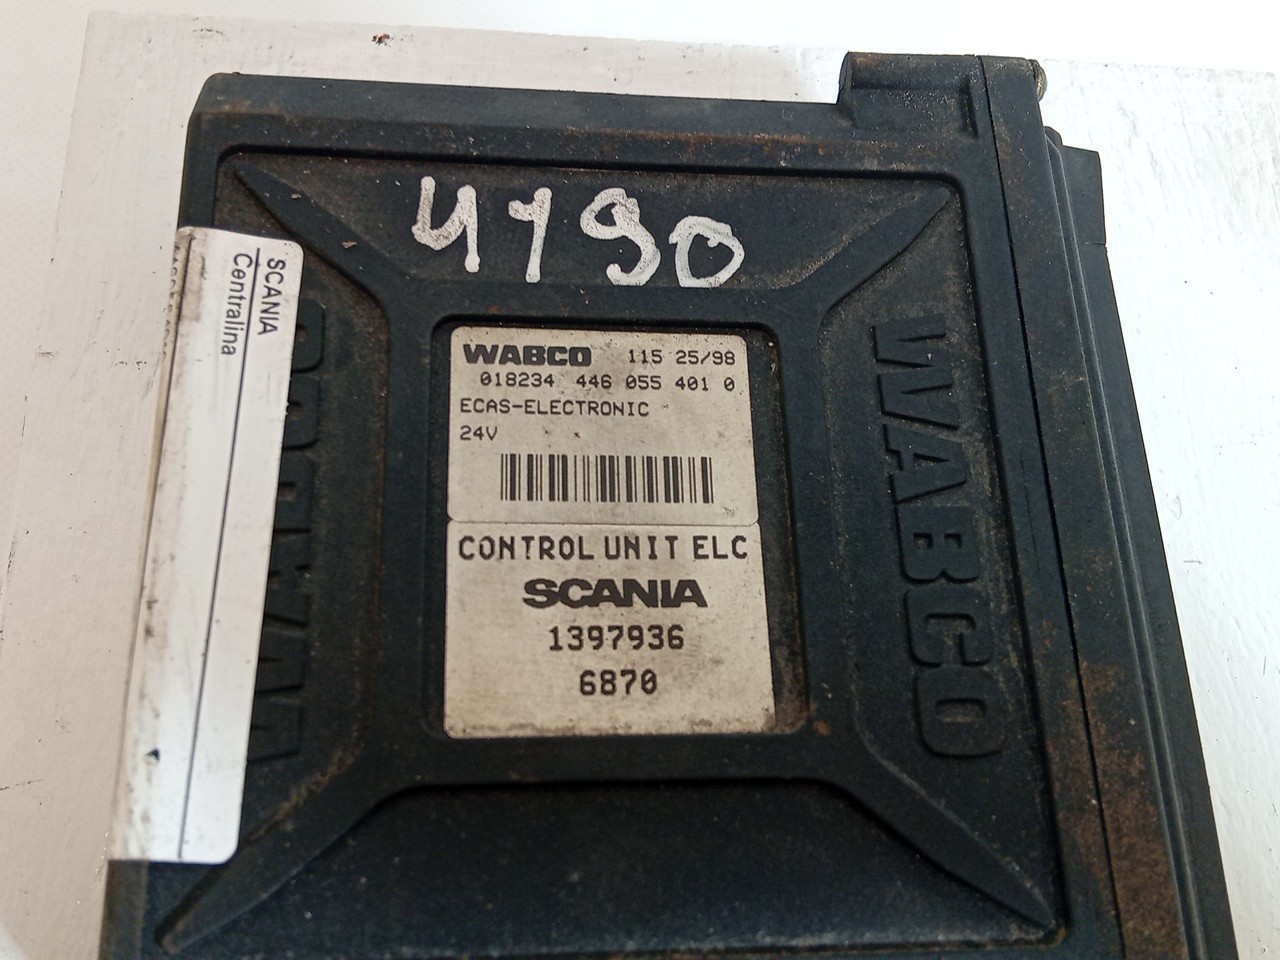 4190
WABCO 115 25/98
018234 446 055 401 0
ECAS-ELECTRONIC
24V
CONTROL UNIT ELC
SCANIA
1397936
6870
SCANIA
Centralina
WABCO
WABCO